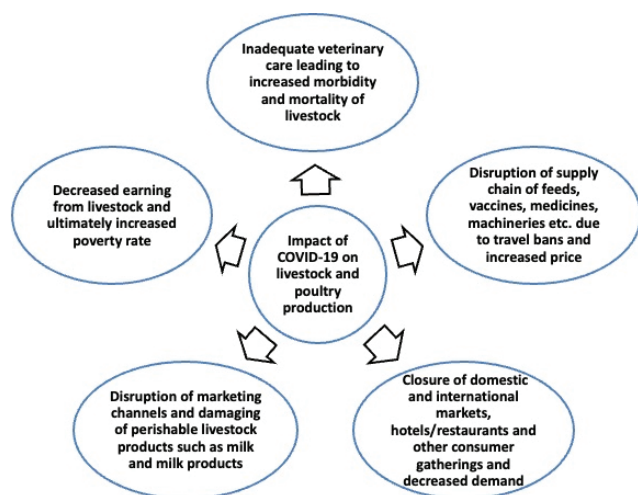 Inadequate veterinary
care leading to
increased morbidity
and mortality of
livestock
Decreased earning
from livestock and
ultimately increased
poverty rate
Impact of
COVID-19 on
livestock and
poultry
production
Disruption of supply
chain of feeds,
vaccines, medicines,
machineries etc. due
to travel bans and
increased price
Disruption of marketing
channels and damaging
of perishable livestock
products such as milk
and milk products
Closure of domestic
and international
markets,
hotels/restaurants and
other consumer
gatherings and
decreased demand